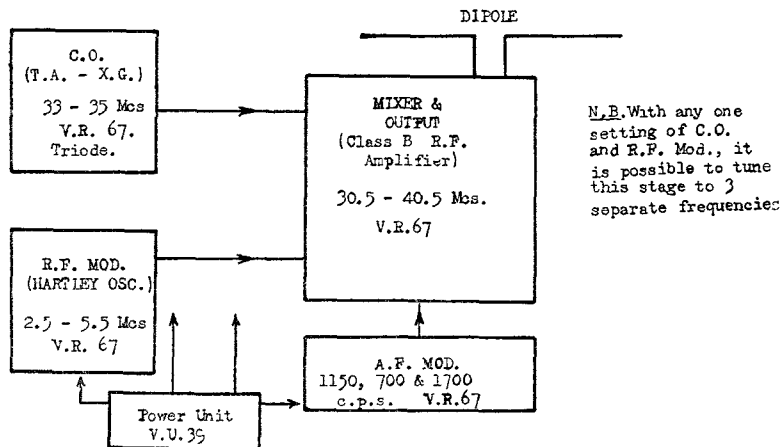 DIPOLE
C.O.
(T.A. - X.G.)
33 - 35 Mcs
V.R. 67.
Triode.
MIXER &
OUTPUT
(Class B R.F.
Amplifier)
30.5 - 40.5 Mcs.
V.R.67
N.B. With any one
setting of C.O.
and R.F. Mod., it
is possible to tune
this stage to 3
separate frequencies
R.F. MOD.
(HARTLEY OSC.)
2.5 - 5.5 Mcs
V.R. 67
A.F. MOD.
1150, 700 & 1700
c.p.s. V.R.67
Power Unit
V.U.39